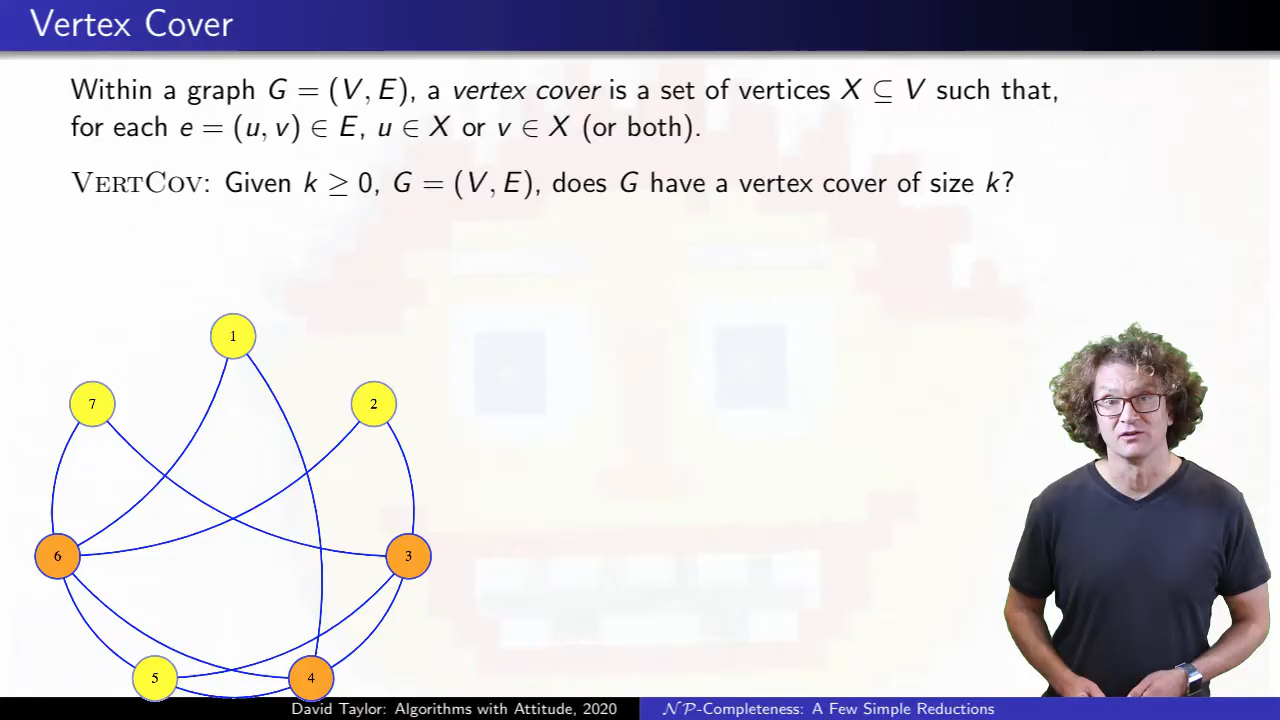 Vertex Cover
Within a graph G = (V, E), a vertex cover is a set of vertices X ⊆ V such that,
for each e = (u, v) ∈ E, u ∈ X or v ∈ X (or both).
VERTCOV: Given k ≥ 0, G = (V, E), does G have a vertex cover of size k?
1
7
2
6
3
5
4
David Taylor: Algorithms with Attitude, 2020
NP-Completeness: A Few Simple Reductions